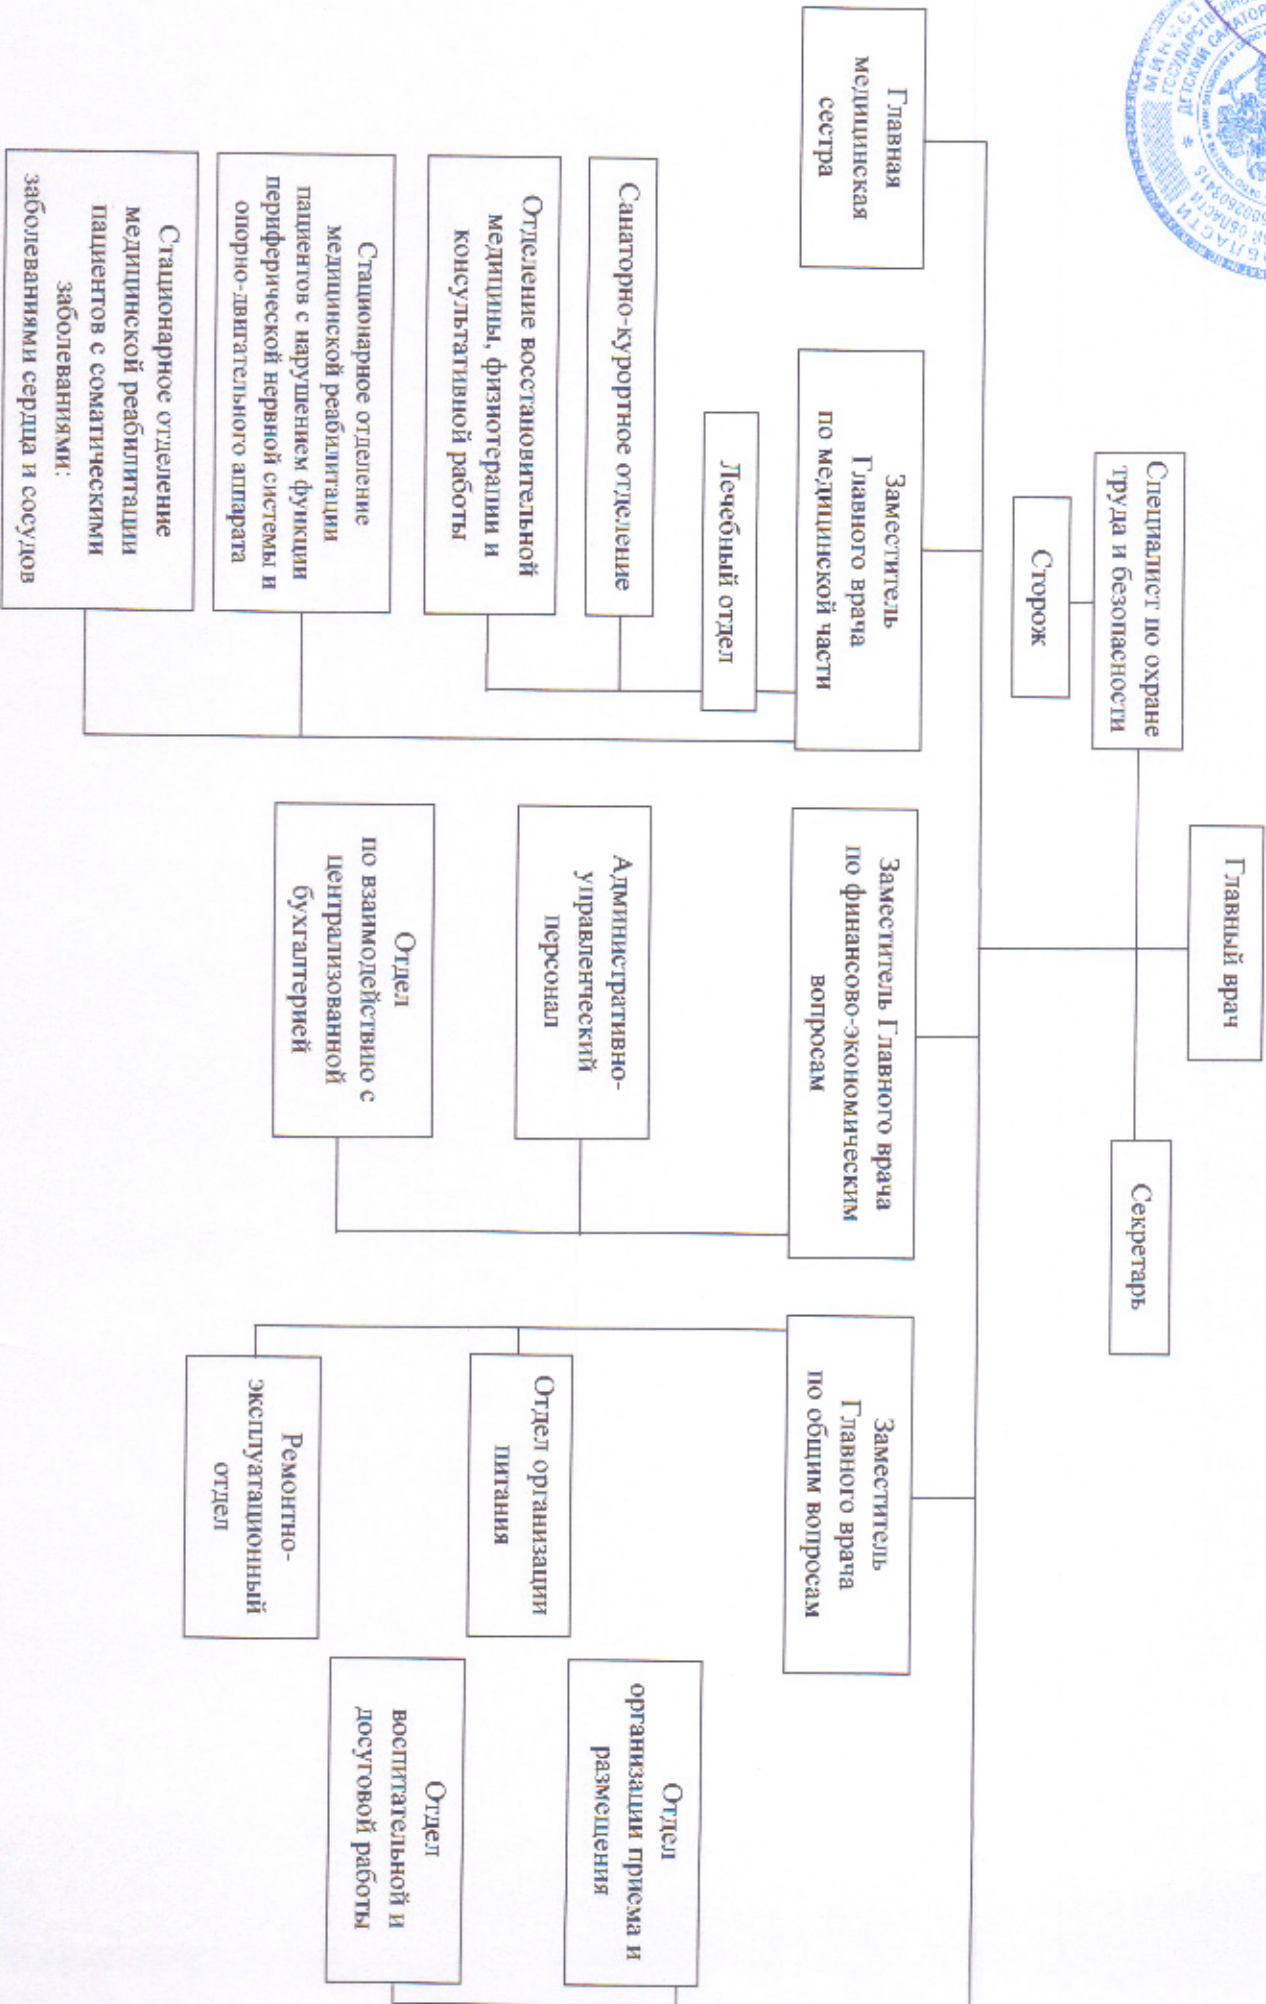 Главный врач
Специалист по охране
труда и безопасности
Секретарь
Сторож
Главная
медицинская
сестра
Заместитель
Главного врача
по медицинской части
Заместитель Главного врача
по финансово-экономическим
вопросам
Заместитель
Главного врача
по общим вопросам
Лечебный отдел
Санаторно-курортное отделение
Отделение восстановительной
медицины, физиотерапии и
консультативной работы
Стационарное отделение
медицинской реабилитации
пациентов с нарушением функции
периферической нервной системы и
опорно-двигательного аппарата
Стационарное отделение
медицинской реабилитации
пациентов с соматическими
заболеваниями:
заболеваниями сердца и сосудов
Административно-
управленческий
персонал
Отдел
по взаимодействию с
централизованной
бухгалтерией
Отдел организации
питания
Ремонтно-
эксплуатационный
отдел
Отдел
организации приема и
размещения
Отдел
воспитательной и
досуговой работы